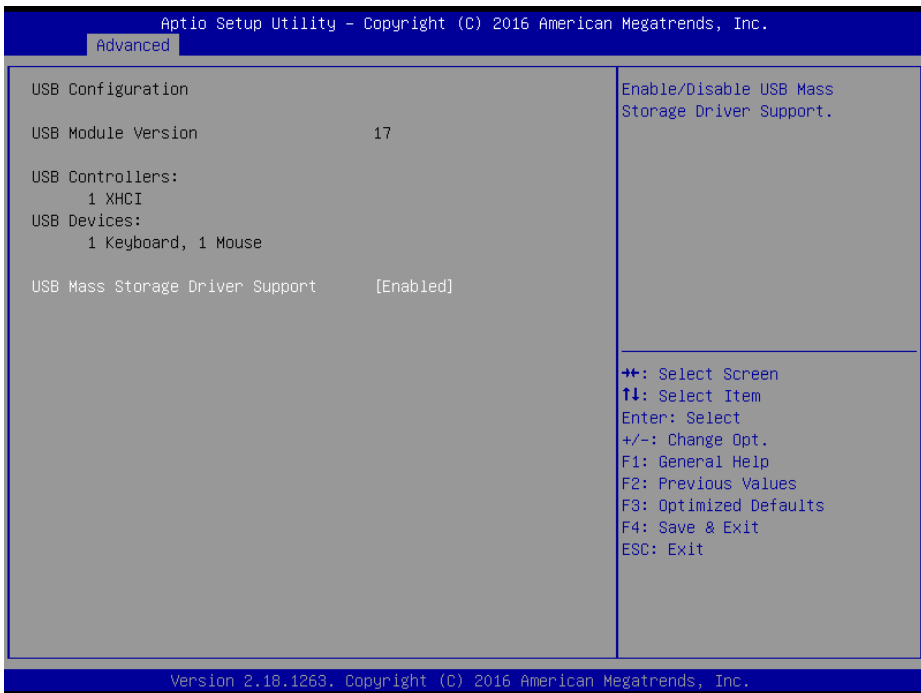 Aptio Setup Utility – Copyright (C) 2016 American Megatrends, Inc.
Advanced
USB Configuration
USB Module Version 17
USB Controllers:
1 XHCI
USB Devices:
1 Keyboard, 1 Mouse
USB Mass Storage Driver Support [Enabled]
Enable/Disable USB Mass
Storage Driver Support.
→←: Select Screen
↑↓: Select Item
Enter: Select
+/-: Change Opt.
F1: General Help
F2: Previous Values
F3: Optimized Defaults
F4: Save & Exit
ESC: Exit
Version 2.18.1263. Copyright (C) 2016 American Megatrends, Inc.